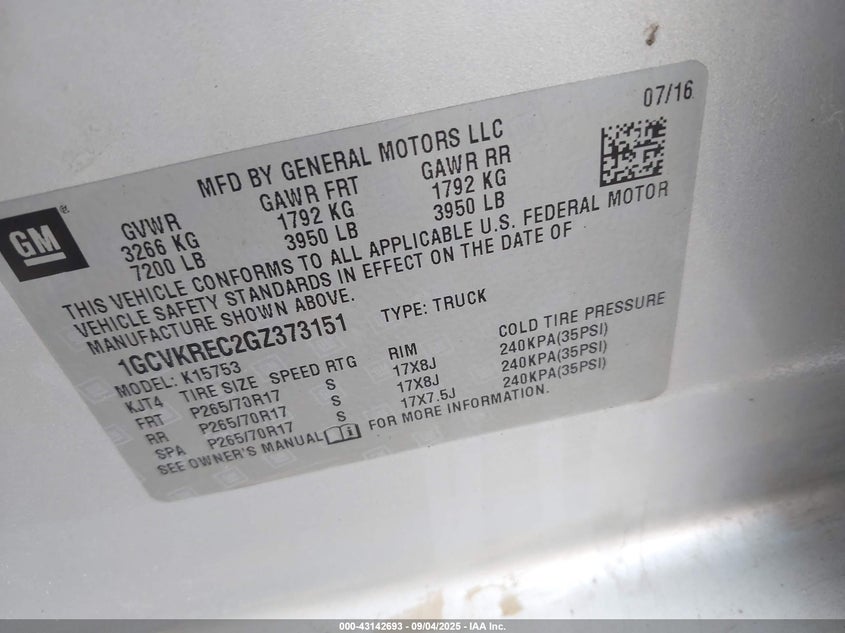 07/16
MFD BY GENERAL MOTORS LLC
GM®
GVWR GAWR FRT GAWR RR
3266 KG 1792 KG 1792 KG
7200 LB 3950 LB 3950 LB
THIS VEHICLE CONFORMS TO ALL APPLICABLE U.S. FEDERAL MOTOR
VEHICLE SAFETY STANDARDS IN EFFECT ON THE DATE OF
MANUFACTURE SHOWN ABOVE.
1GCVKREC2GZ373151 TYPE: TRUCK
MODEL: K15753
KJT4 TIRE SIZE SPEED RTG RIM COLD TIRE PRESSURE
FRT P265/70R17 S 17X8J 240KPA(35PSI)
RR P265/70R17 S 17X8J 240KPA(35PSI)
SPA P265/70R17 S 17X7.5J 240KPA(35PSI)
SEE OWNER'S MANUAL FOR MORE INFORMATION.
000-43142693 - 09/04/2025 - IAA Inc.